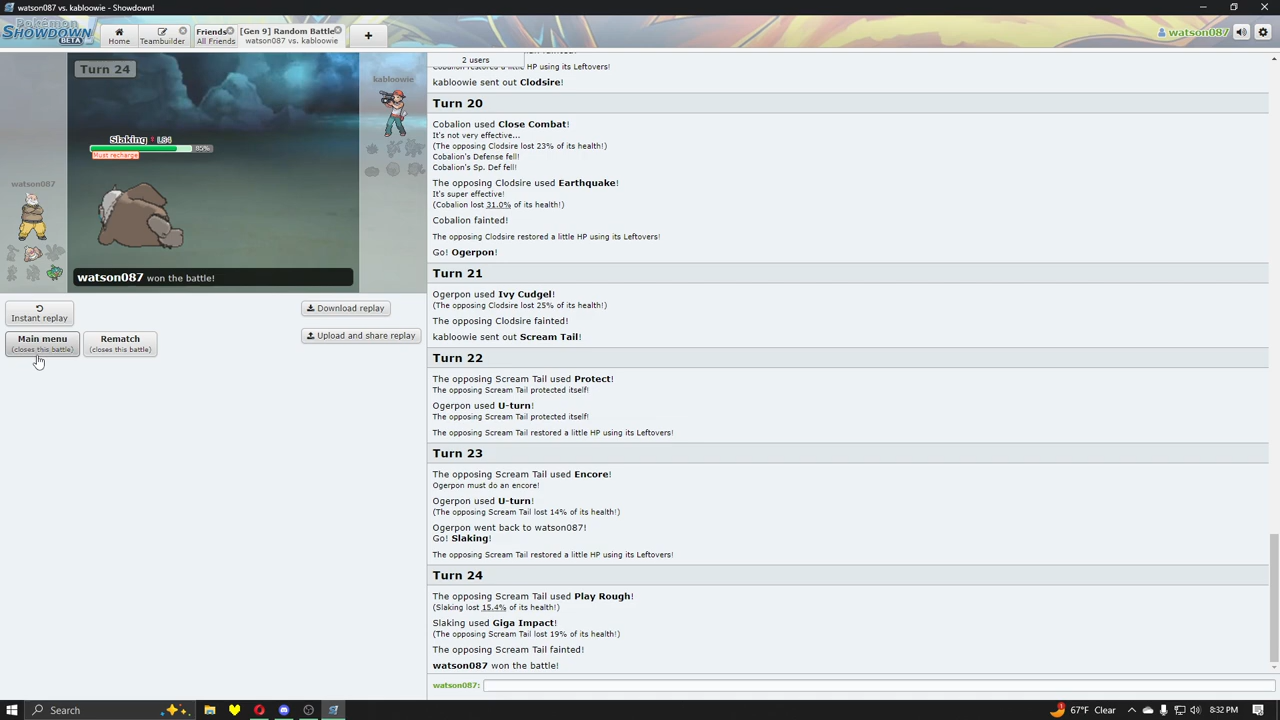 watson087 vs. kabloowie - Showdown!
Pokémon
SHOWDOWN
BETA
Home
Teambuilder
Friends
All Friends
[Gen 9] Random Battle
watson087 vs. kabloowie
+
watson087
Turn 24
kabloowie
Slaking
L84
85%
Must recharge
watson087
watson087 won the battle!
Instant replay
Download replay
Main menu
(closes this battle)
Rematch
(closes this battle)
Upload and share replay
2 users
Cobalion restored a little HP using its Leftovers!
kabloowie sent out Clodsire!
Turn 20
Cobalion used Close Combat!
It's not very effective...
(The opposing Clodsire lost 23% of its health!)
Cobalion's Defense fell!
Cobalion's Sp. Def fell!
The opposing Clodsire used Earthquake!
It's super effective!
(Cobalion lost 31.0% of its health!)
Cobalion fainted!
The opposing Clodsire restored a little HP using its Leftovers!
Go! Ogerpon!
Turn 21
Ogerpon used Ivy Cudgel!
(The opposing Clodsire lost 25% of its health!)
The opposing Clodsire fainted!
kabloowie sent out Scream Tail!
Turn 22
The opposing Scream Tail used Protect!
The opposing Scream Tail protected itself!
Ogerpon used U-turn!
The opposing Scream Tail protected itself!
The opposing Scream Tail restored a little HP using its Leftovers!
Turn 23
The opposing Scream Tail used Encore!
Ogerpon must do an encore!
Ogerpon used U-turn!
(The opposing Scream Tail lost 14% of its health!)
Ogerpon went back to watson087!
Go! Slaking!
The opposing Scream Tail restored a little HP using its Leftovers!
Turn 24
The opposing Scream Tail used Play Rough!
(Slaking lost 15.4% of its health!)
Slaking used Giga Impact!
(The opposing Scream Tail lost 19% of its health!)
The opposing Scream Tail fainted!
watson087 won the battle!
watson087:
Search
67°F Clear
8:32 PM